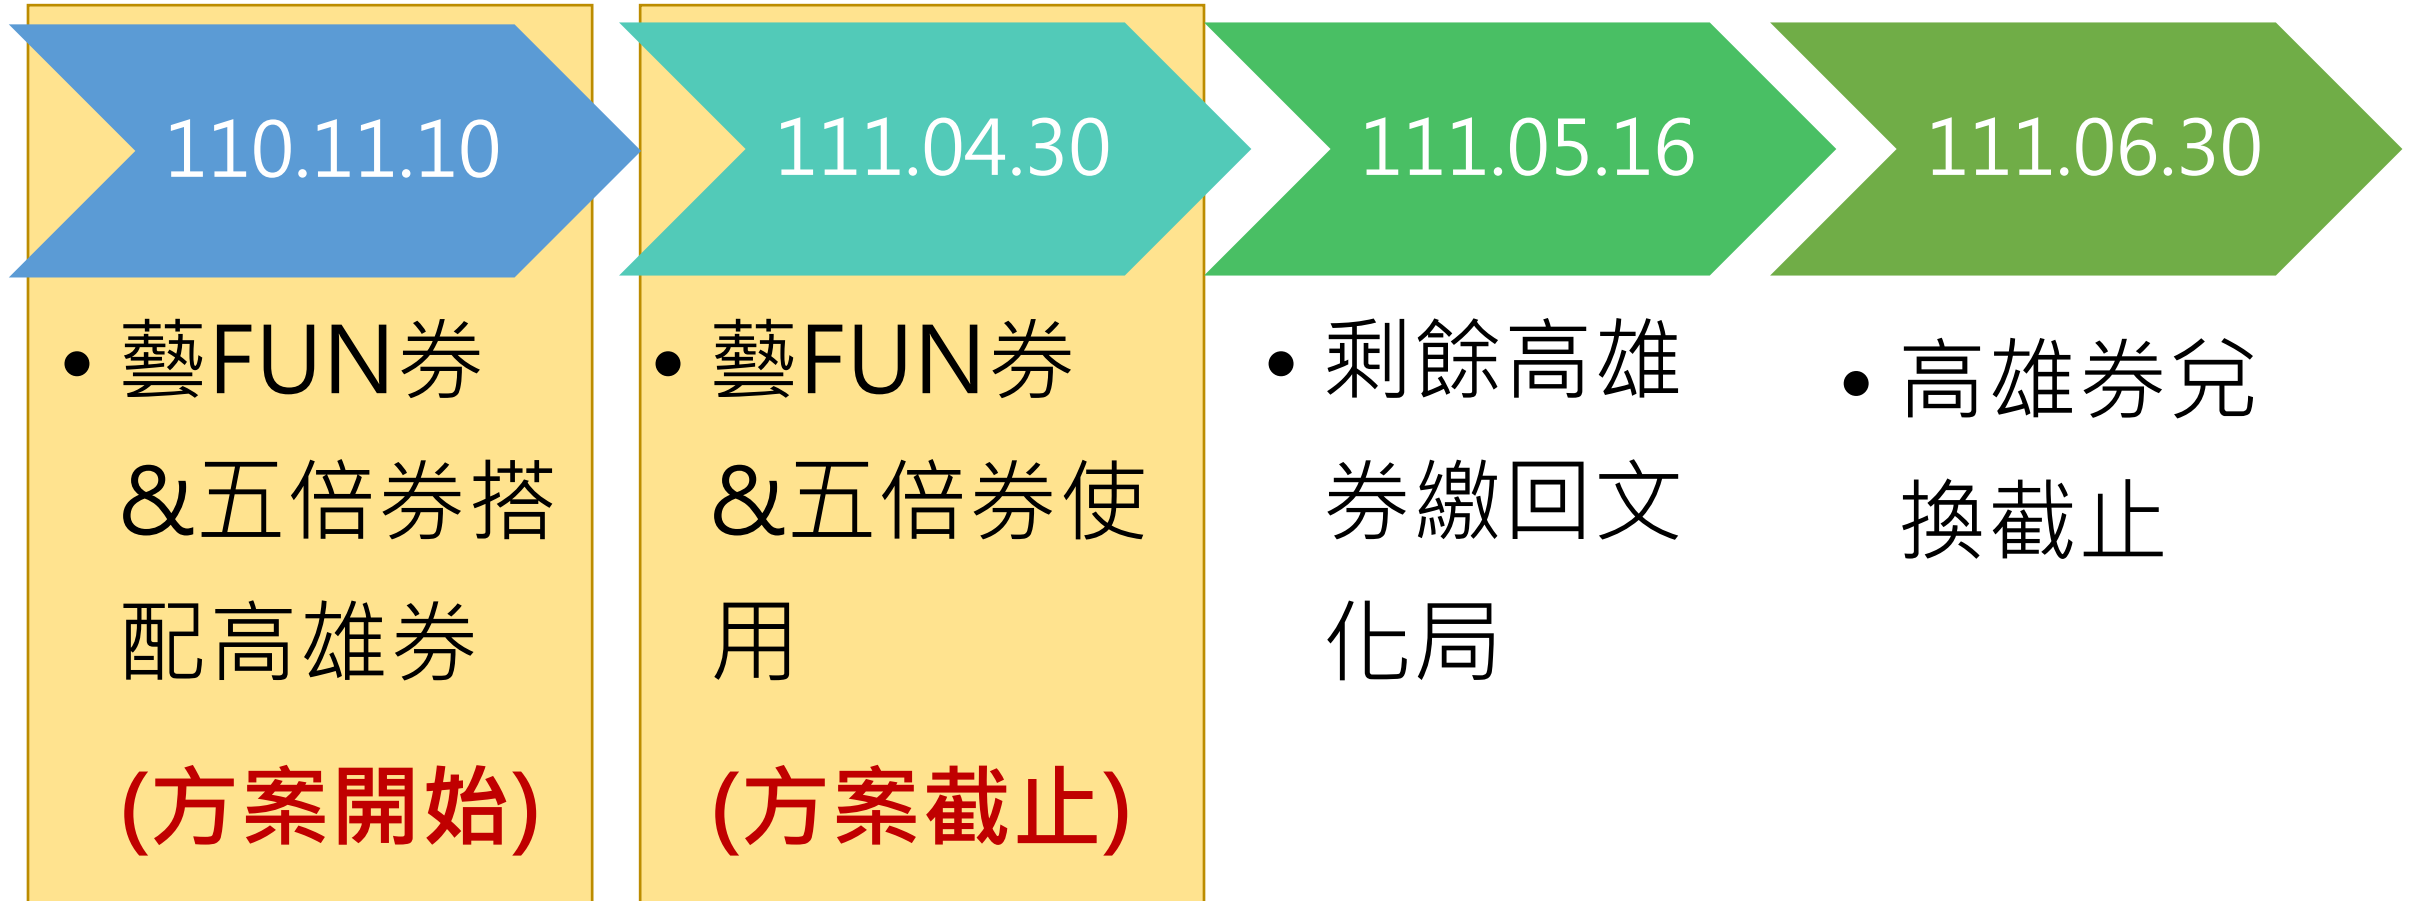 110.11.10
• 藝FUN券
&五倍券搭
配高雄券
(方案開始)
111.04.30
• 藝FUN券
&五倍券使
用
(方案截止)
111.05.16
• 剩餘高雄
券繳回文
化局
111.06.30
• 高雄券兌
換截止